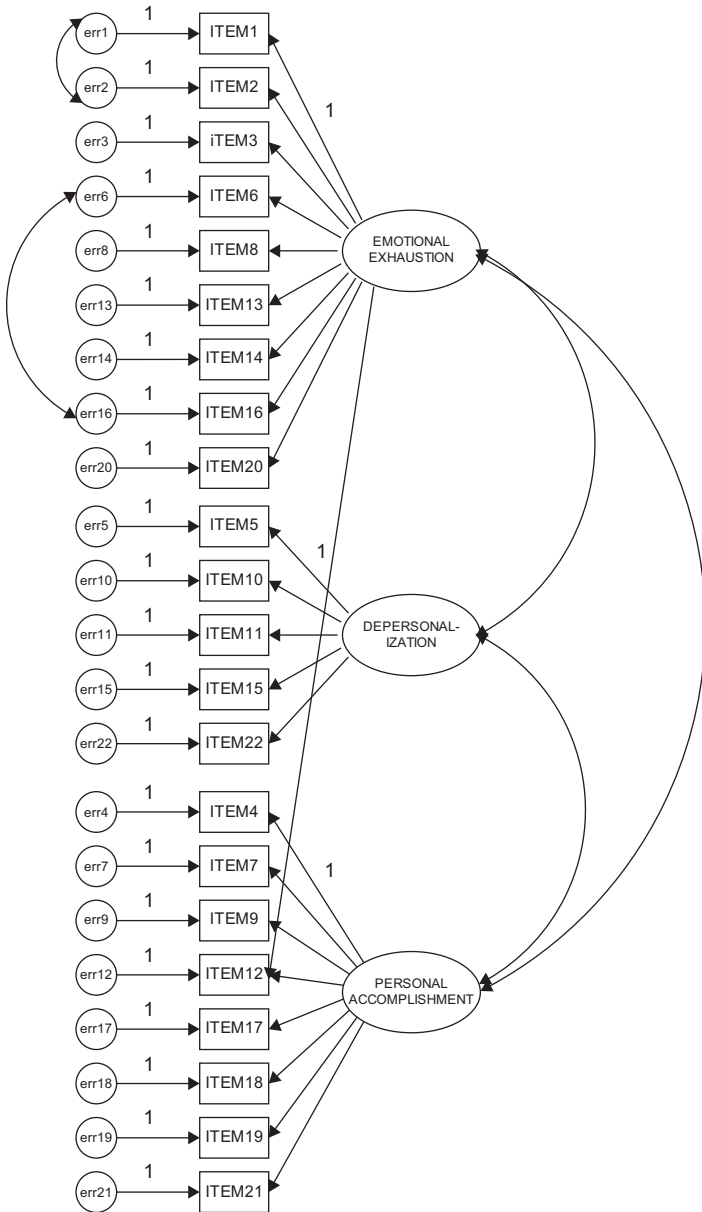 err1 1 ITEM1
err2 1 ITEM2
1
err3 1 iTEM3
err6 1 ITEM6
EMOTIONAL
EXHAUSTION
err8 1 ITEM8
err13 1 ITEM13
err14 1 ITEM14
err16 1 ITEM16
err20 1 ITEM20
err5 1 ITEM5
1
err10 1 ITEM10
DEPERSONAL-
IZATION
err11 1 ITEM11
err15 1 ITEM15
err22 1 ITEM22
err4 1 ITEM4
err7 1 ITEM7
1
err9 1 ITEM9
err12 1 ITEM12
PERSONAL
ACCOMPLISHMENT
err17 1 ITEM17
err18 1 ITEM18
err19 1 ITEM19
err21 1 ITEM21